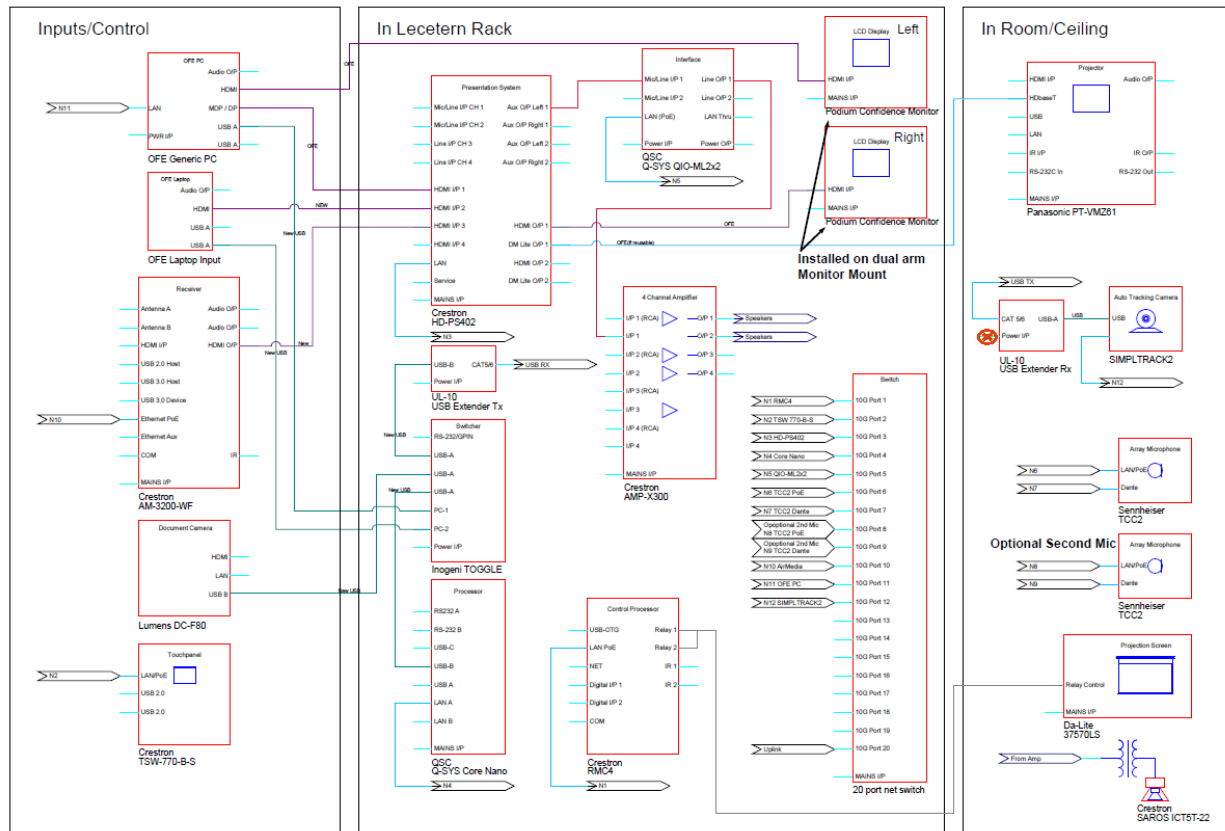 Inputs/Control
OFE PC
Audio O/P
HDMI
N11
LAN
MDP / DP
USB A
PWR I/P
USB A
OFE Generic PC
OFE Laptop
Audio O/P
HDMI
USB A
USB A
OFE Laptop Input
Receiver
Antenna A
Audio O/P
Antenna B
Audio O/P
HDMI I/P
HDMI O/P
USB 2.0 Host
USB 3.0 Host
USB 3.0 Device
N10
Ethernet PoE
Ethernet Aux
COM
IR
MAINS I/P
Crestron
AM-3200-WF
Document Camera
HDMI
LAN
USB B
Lumens DC-F80
Touchpanel
N2
LAN/PoE
USB 2.0
USB 2.0
Crestron
TSW-770-B-S
OFE
NEW
New USB
New USB
New
In Lecetern Rack
OFE
Presentation System
Mic/Line I/P CH 1
Aux O/P Left 1
Mic/Line I/P CH 2
Aux O/P Right 1
Line I/P CH 3
Aux O/P Left 2
Line I/P CH 4
Aux O/P Right 2
HDMI I/P 1
HDMI I/P 2
HDMI I/P 3
HDMI O/P 1
HDMI I/P 4
DM Lite O/P 1
LAN
HDMI O/P 2
Service
DM Lite O/P 2
MAINS I/P
Crestron
HD-PS402
N3
Interface
Mic/Line I/P 1
Line O/P 1
Mic/Line I/P 2
Line O/P 2
LAN (PoE)
LAN Thru
Power I/P
Power O/P
QSC
Q-SYS QIO-ML2x2
N5
Left
LCD Display
HDMI I/P
MAINS I/P
Podium Confidence Monitor
Right
LCD Display
HDMI I/P
MAINS I/P
Podium Confidence Monitor
OFE
OFE(If reusable)
Installed on dual arm
Monitor Mount
USB-B
CAT5/6
USB RX
Power I/P
UL-10
USB Extender Tx
Switcher
New USB
RS-232/GPIN
USB-A
USB-A
New USB
USB-A
New USB
PC-1
PC-2
Power I/P
Inogeni TOGGLE
Processor
RS232 A
RS-232 B
USB-C
USB-B
USB A
LAN A
LAN B
MAINS I/P
QSC
Q-SYS Core Nano
N4
4 Channel Amplifier
I/P 1 (RCA)
O/P 1
Speakers
I/P 1
O/P 2
Speakers
I/P 2 (RCA)
O/P 3
I/P 2
O/P 4
I/P 3 (RCA)
I/P 3
I/P 4 (RCA)
I/P 4
MAINS I/P
Crestron
AMP-X300
Control Processor
USB-OTG
Relay 1
LAN PoE
Relay 2
NET
IR 1
Digital I/P 1
IR 2
Digital I/P 2
COM
Crestron
RMC4
N1
Switch
N1 RMC4
10G Port 1
N2 TSW 770-B-S
10G Port 2
N3 HD-PS402
10G Port 3
N4 Core Nano
10G Port 4
N5 QIO-ML2x2
10G Port 5
N6 TCC2 PoE
10G Port 6
N7 TCC2 Dante
10G Port 7
Opoptional 2nd Mic
N8 TCC2 PoE
10G Port 8
Opoptional 2nd Mic
N9 TCC2 Dante
10G Port 9
N10 AirMedia
10G Port 10
N11 OFE PC
10G Port 11
N12 SIMPLTRACK2
10G Port 12
10G Port 13
10G Port 14
10G Port 15
10G Port 16
10G Port 17
10G Port 18
10G Port 19
Uplink
10G Port 20
MAINS I/P
20 port net switch
In Room/Ceiling
Projector
HDMI I/P
Audio O/P
HDbaseT
USB
LAN
IR I/P
IR O/P
RS-232C In
RS-232 Out
MAINS I/P
Panasonic PT-VMZ61
USB TX
CAT 5/6
USB-A
USB
Power I/P
UL-10
USB Extender Rx
Auto Tracking Camera
USB
SIMPLTRACK2
N12
Array Microphone
N6
LAN/PoE
N7
Dante
Sennheiser
TCC2
Optional Second Mic
Array Microphone
N8
LAN/PoE
N9
Dante
Sennheiser
TCC2
Projection Screen
Relay Control
MAINS I/P
Da-Lite
37570LS
From Amp
Crestron
SAROS ICT5T-22